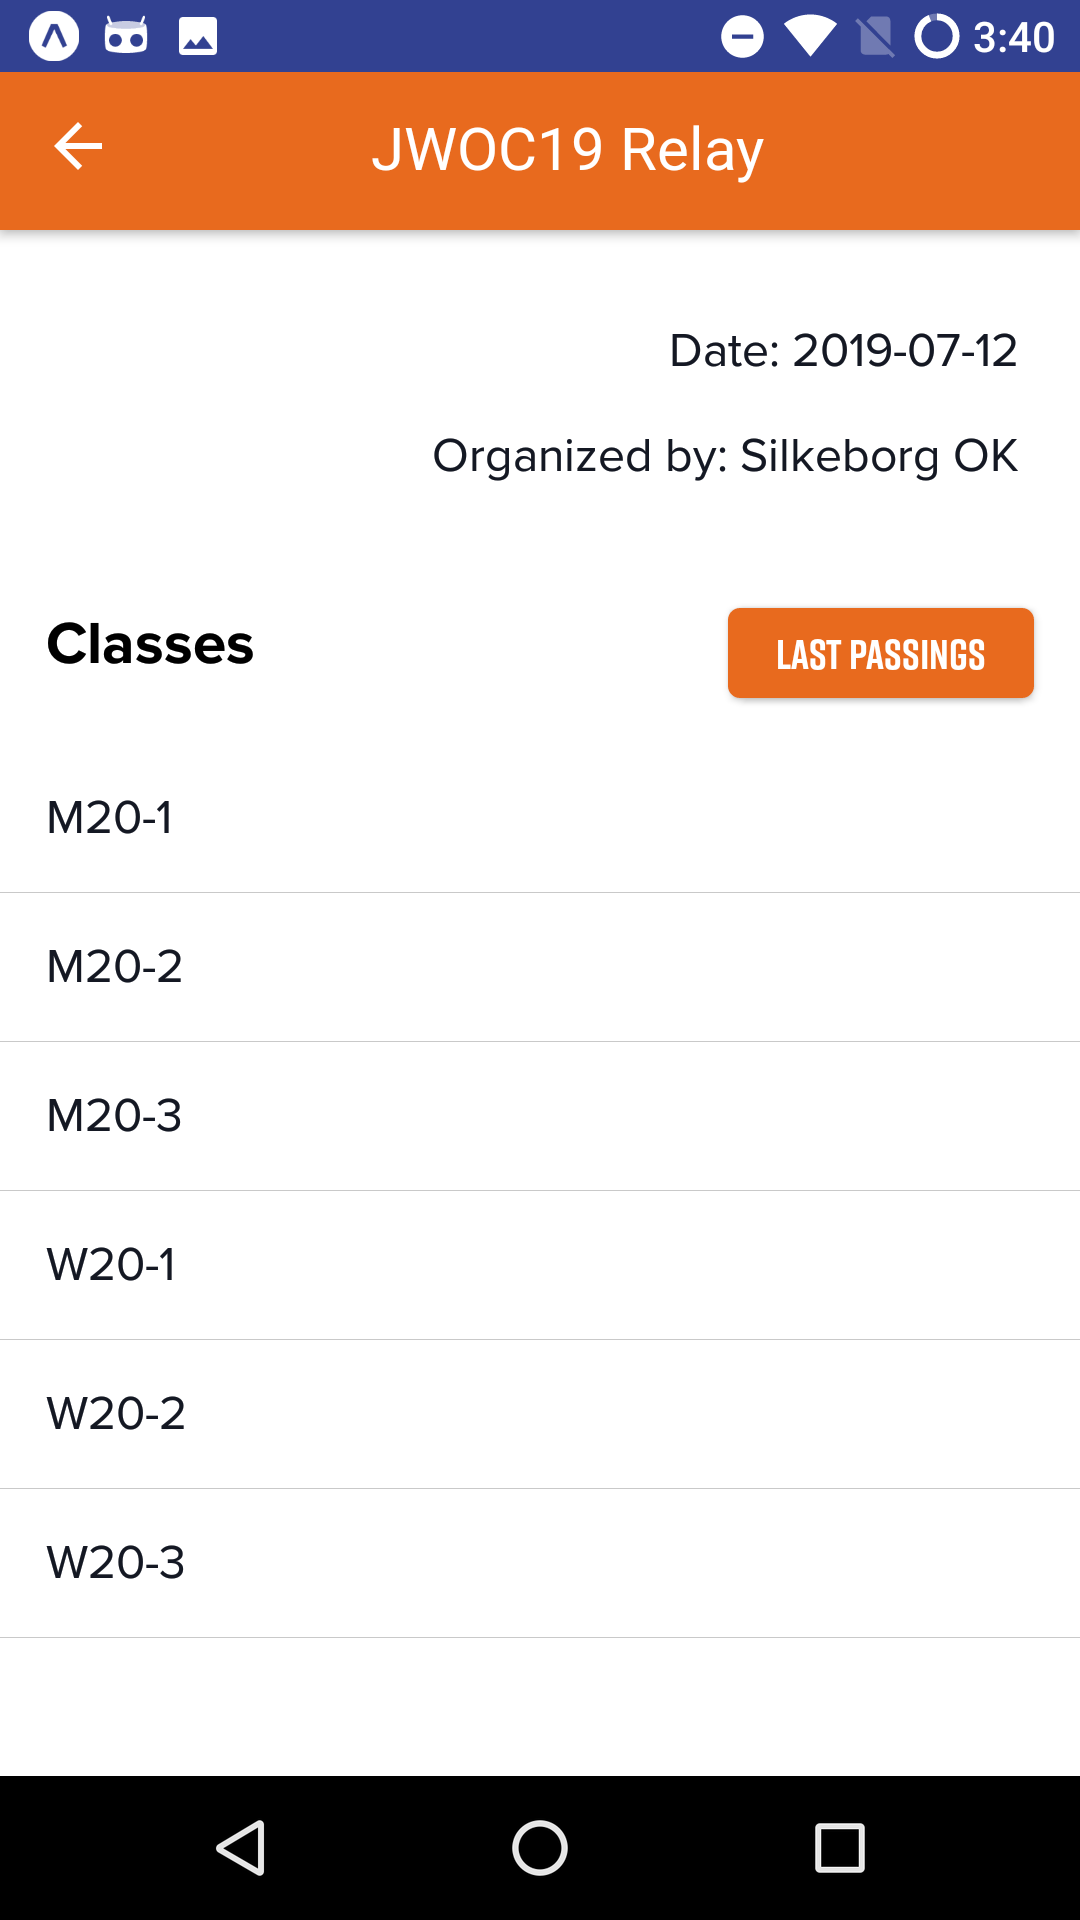 3:40
JWOC19 Relay
Date: 2019-07-12
Organized by: Silkeborg OK
Classes
LAST PASSINGS
M20-1
M20-2
M20-3
W20-1
W20-2
W20-3